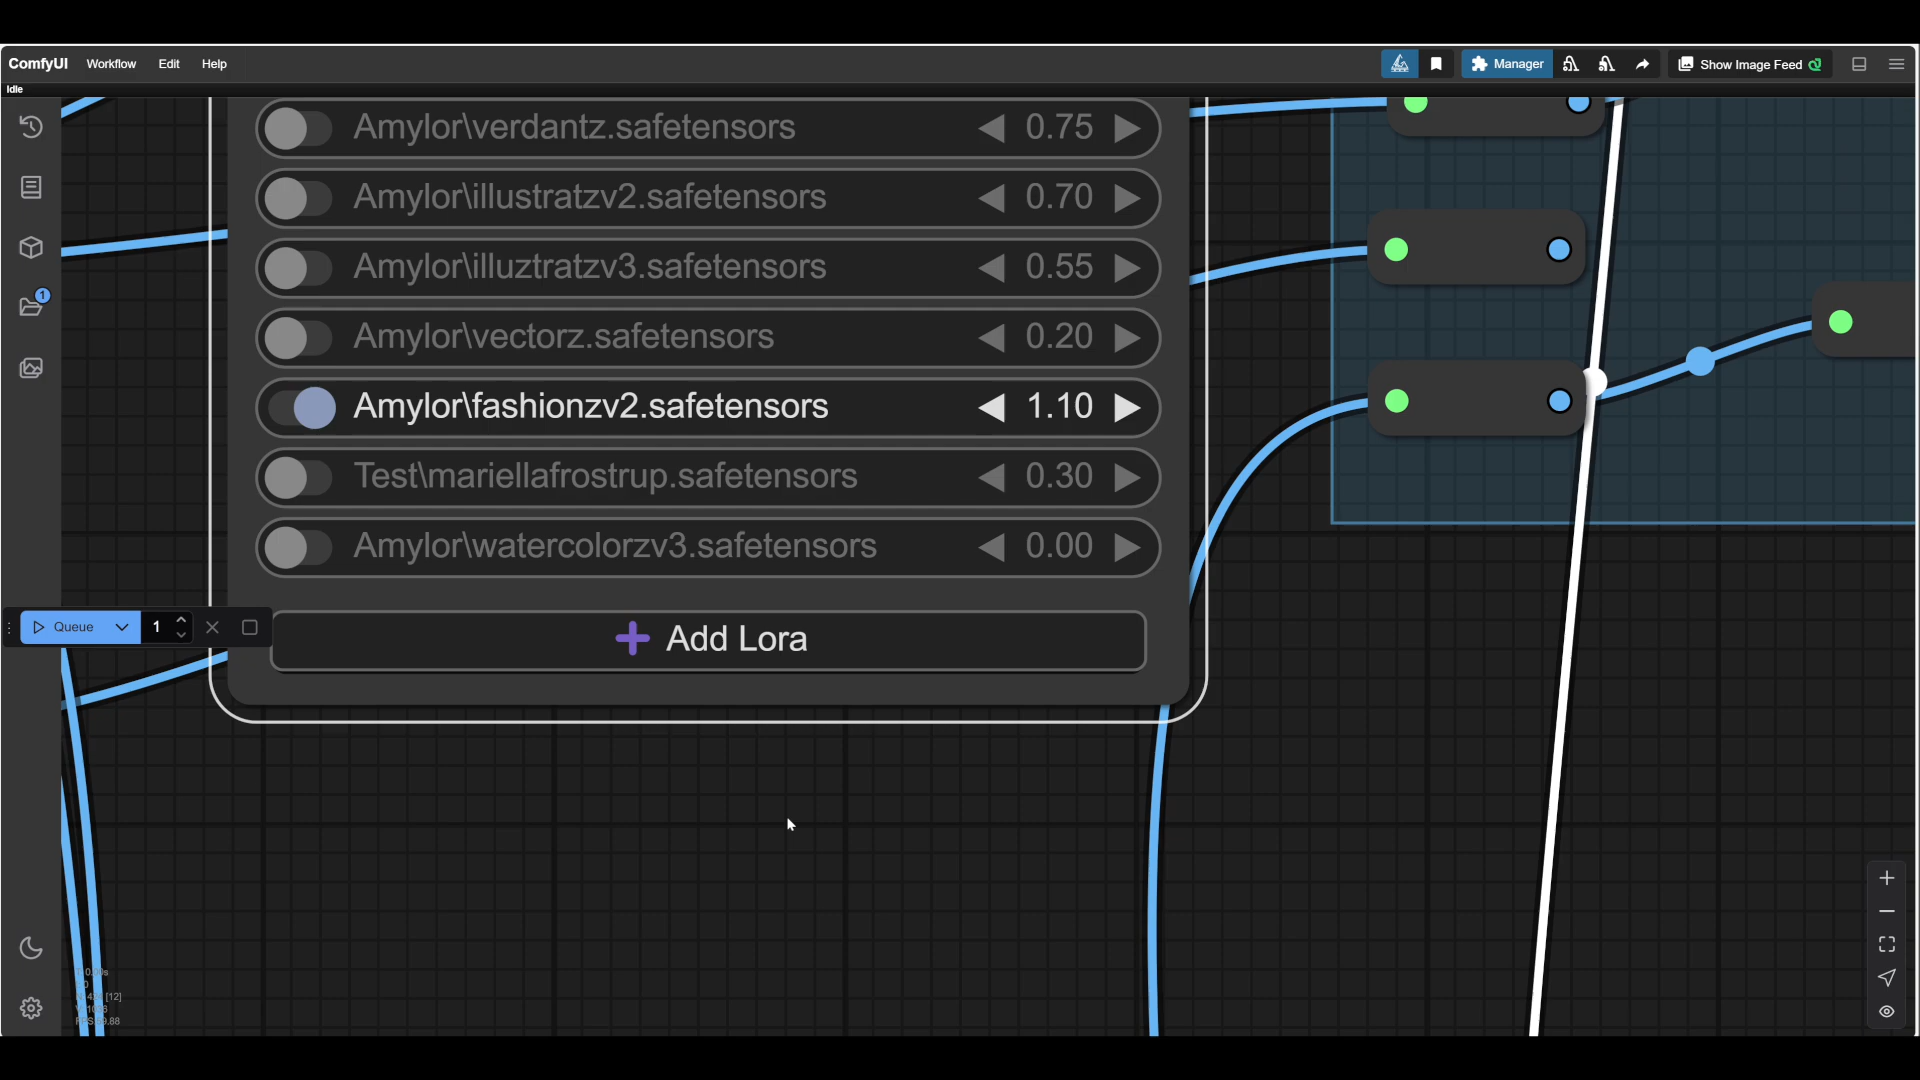 ComfyUI Workflow Edit Help Manager Show Image Feed
Idle
Amylor\verdantz.safetensors 0.75
Amylor\illustratzv2.safetensors 0.70
Amylor\illuztratzv3.safetensors 0.55
1
Amylor\vectorz.safetensors 0.20
Amylor\fashionzv2.safetensors 1.10
Test\mariellafrostrup.safetensors 0.30
Amylor\watercolorzv3.safetensors 0.00
Queue 1
Add Lora